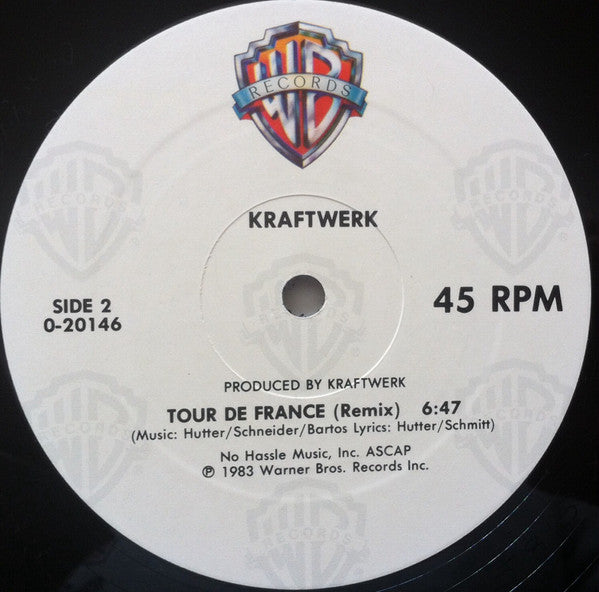 WB
RECORDS
KRAFTWERK
SIDE 2
0-20146
45 RPM
PRODUCED BY KRAFTWERK
TOUR DE FRANCE (Remix) 6:47
(Music: Hutter/Schneider/Bartos Lyrics: Hutter/Schmitt)
No Hassle Music, Inc. ASCAP
℗ 1983 Warner Bros. Records Inc.